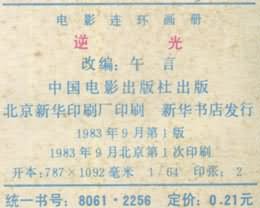 电影连环画册
逆光
改编：午言
中国电影出版社出版
北京新华印刷厂印刷 新华书店发行
1983年9月第1版
1983年9月北京第1次印刷
开本：787×1092毫米 1/64 印张：2
统一书号：8061·2256 定价：0.21元